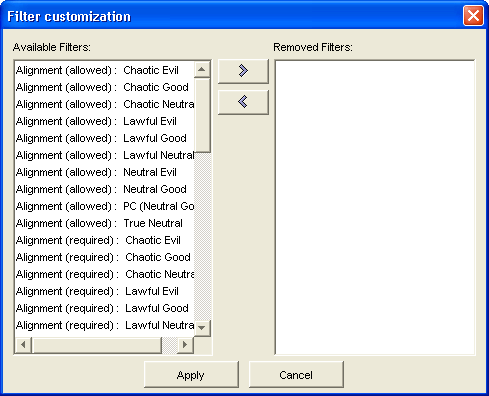 Filter customization
Available Filters:
Removed Filters:
Alignment (allowed) : Chaotic Evil
Alignment (allowed) : Chaotic Good
Alignment (allowed) : Chaotic Neutra
Alignment (allowed) : Lawful Evil
Alignment (allowed) : Lawful Good
Alignment (allowed) : Lawful Neutral
Alignment (allowed) : Neutral Evil
Alignment (allowed) : Neutral Good
Alignment (allowed) : PC (Neutral Go
Alignment (allowed) : True Neutral
Alignment (required) : Chaotic Evil
Alignment (required) : Chaotic Good
Alignment (required) : Chaotic Neutra
Alignment (required) : Lawful Evil
Alignment (required) : Lawful Good
Alignment (required) : Lawful Neutra
Apply
Cancel